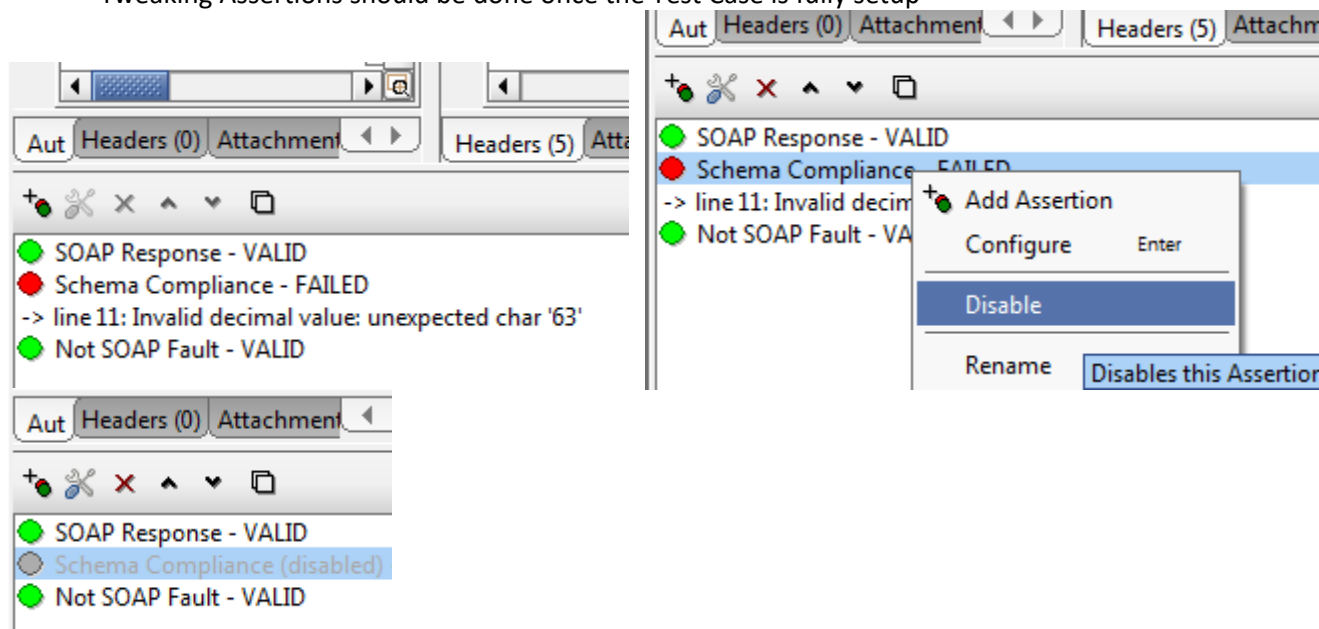 Tweaking Assertions should be done once the Test Case is fully setup
Aut Headers (0) Attachment Headers (5) Atta
SOAP Response - VALID
Schema Compliance - FAILED
-> line 11: Invalid decimal value: unexpected char '63'
Not SOAP Fault - VALID
Aut Headers (0) Attachment Headers (5) Attachm
SOAP Response - VALID
Schema Compliance - FAILED
-> line 11: Invalid decim
Not SOAP Fault - VA
Add Assertion
Configure Enter
Disable
Rename
Disables this Assertion
Aut Headers (0) Attachment
SOAP Response - VALID
Schema Compliance (disabled)
Not SOAP Fault - VALID